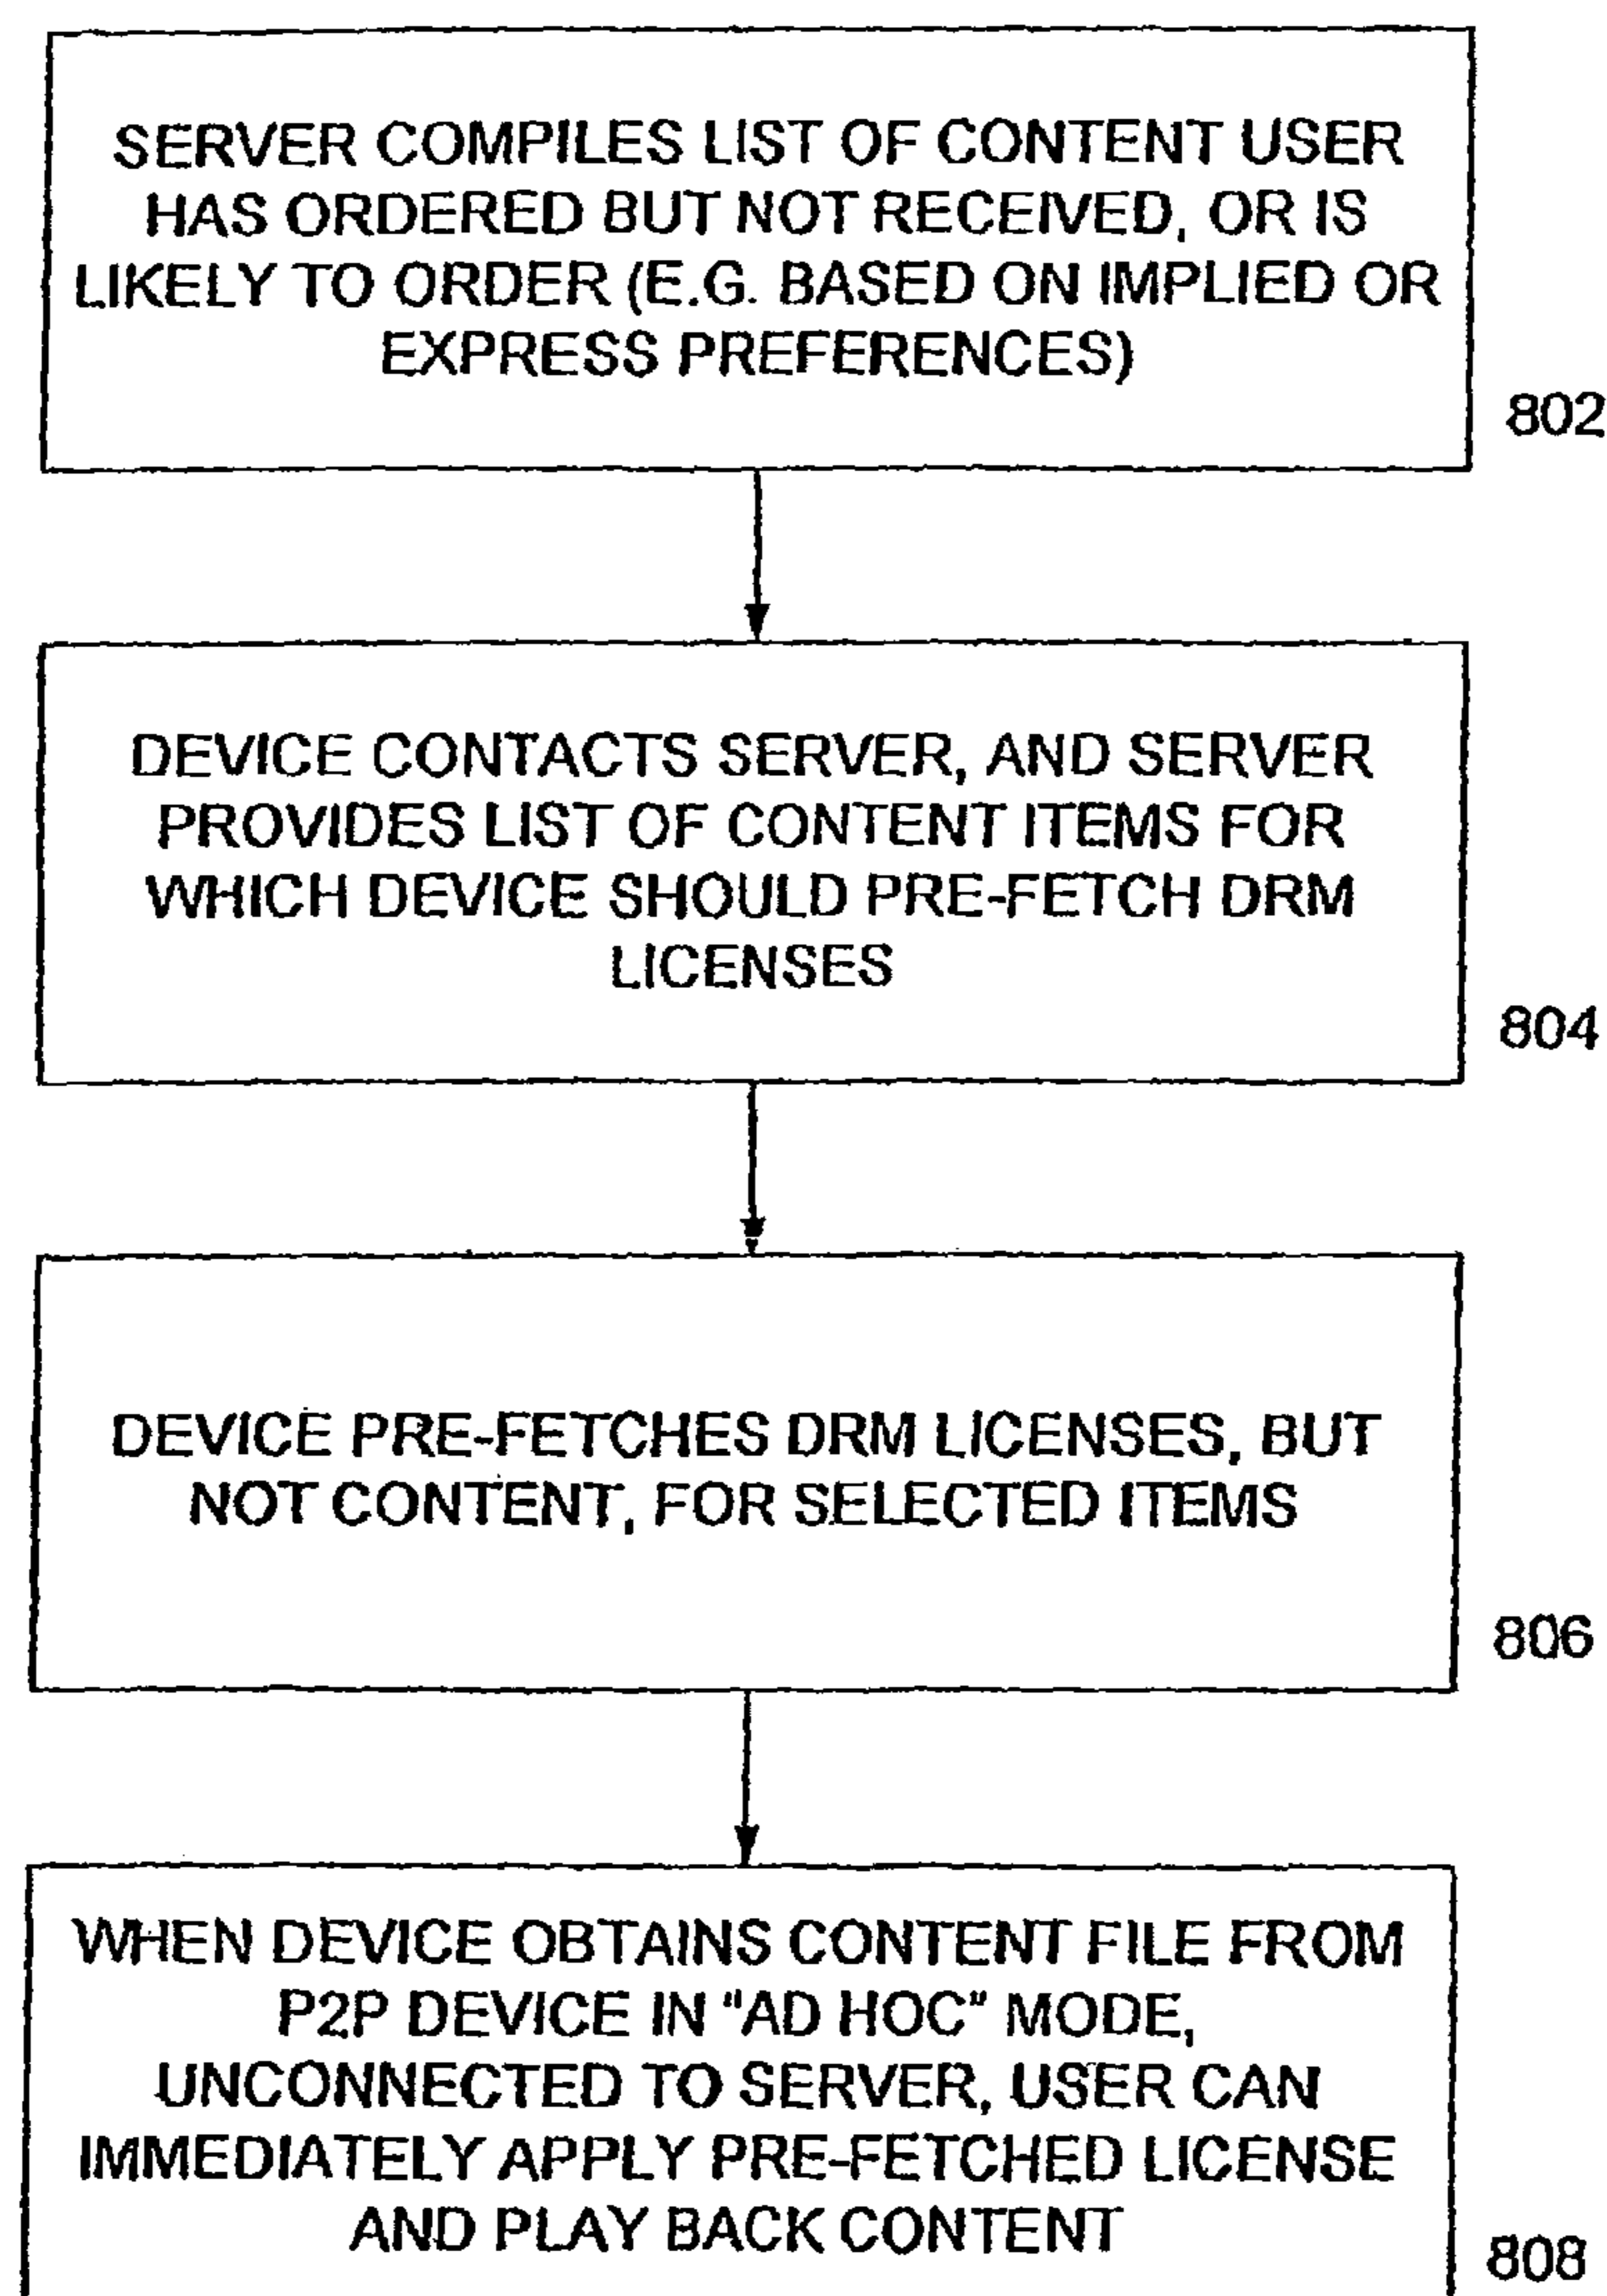 SERVER COMPILES LIST OF CONTENT USER
HAS ORDERED BUT NOT RECEIVED, OR IS
LIKELY TO ORDER (E.G. BASED ON IMPLIED OR
EXPRESS PREFERENCES)
802
DEVICE CONTACTS SERVER, AND SERVER
PROVIDES LIST OF CONTENT ITEMS FOR
WHICH DEVICE SHOULD PRE-FETCH DRM
LICENSES
804
DEVICE PRE-FETCHES DRM LICENSES, BUT
NOT CONTENT, FOR SELECTED ITEMS
806
WHEN DEVICE OBTAINS CONTENT FILE FROM
P2P DEVICE IN "AD HOC" MODE,
UNCONNECTED TO SERVER, USER CAN
IMMEDIATELY APPLY PRE-FETCHED LICENSE
AND PLAY BACK CONTENT
808